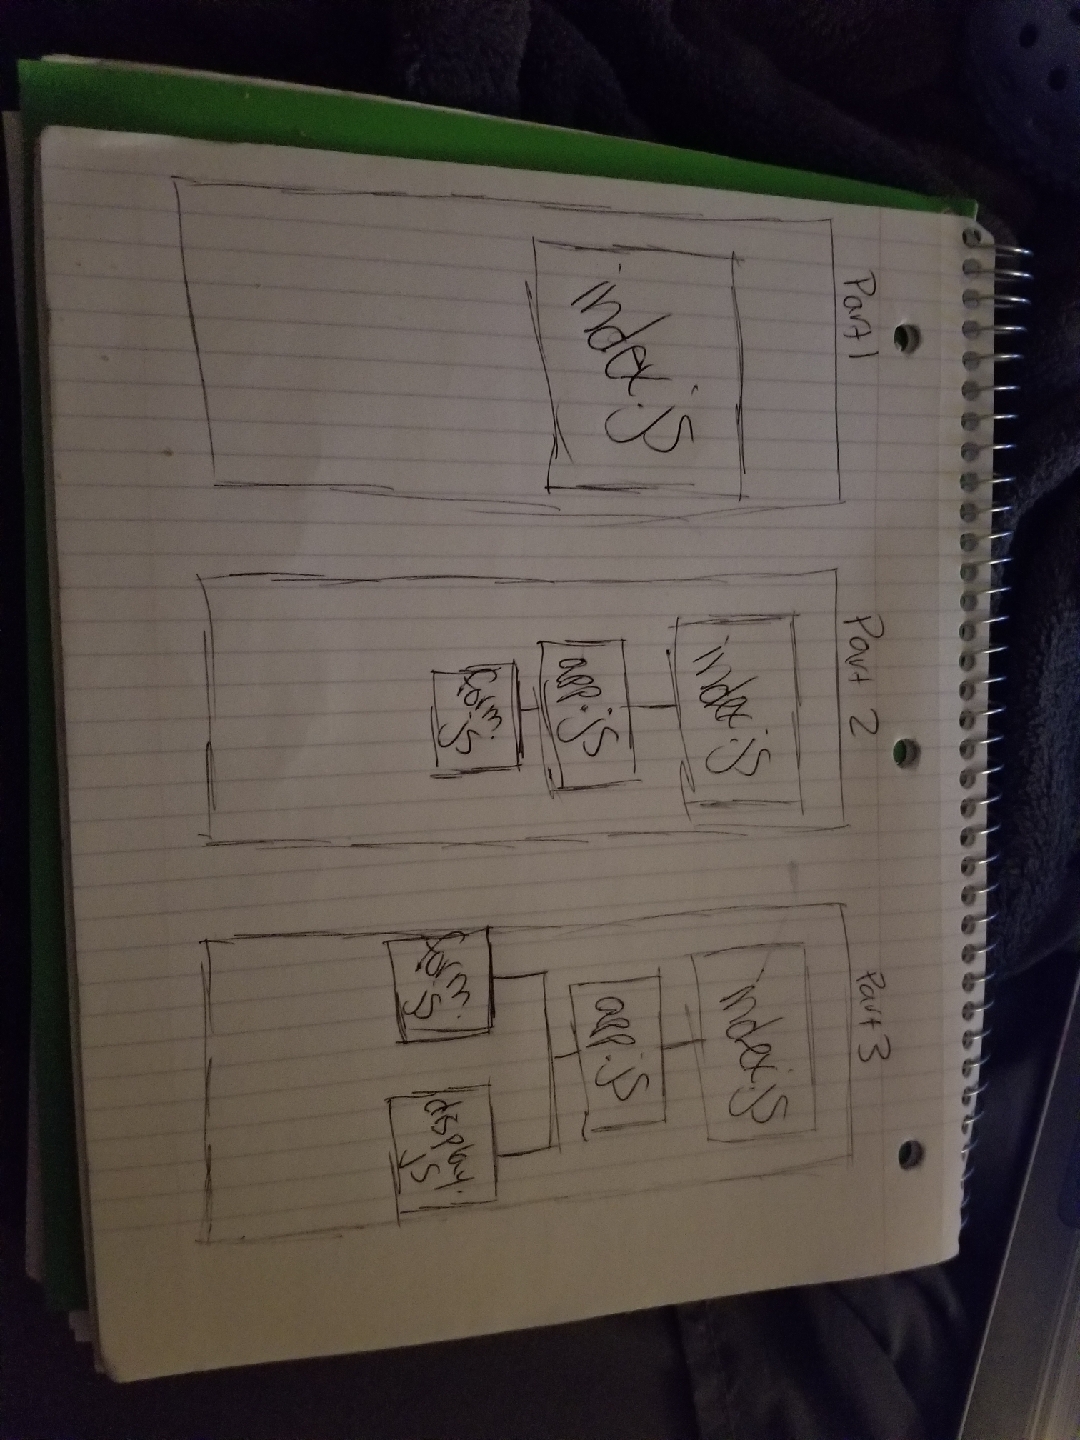 Part 1
index.js
Part 2
index.js
app.js
form.
js
Part 3
index.js
app.js
form.
js
display.
js